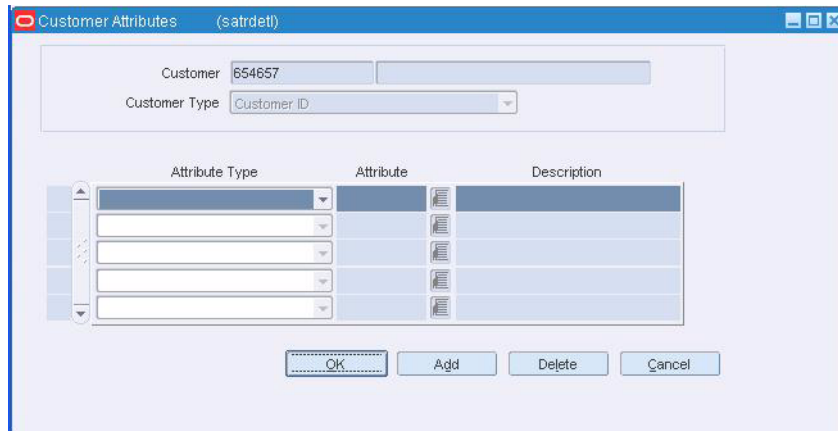 Customer Attributes (satrdetl)
Customer 654657
Customer Type Customer ID
Attribute Type Attribute Description
OK Add Delete Cancel